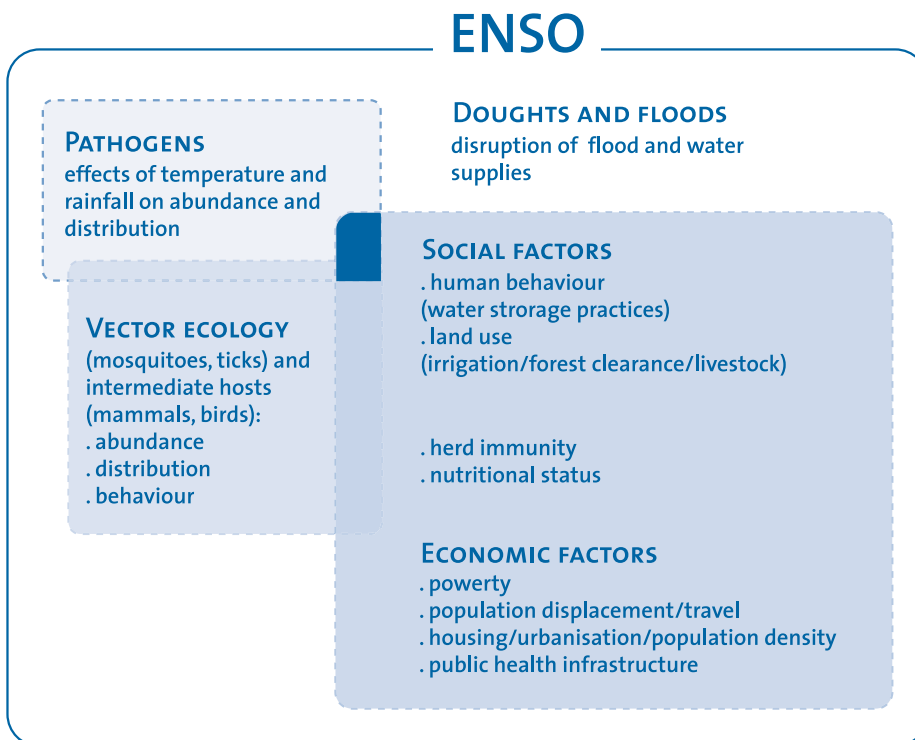 ENSO
PATHOGENS
effects of temperature and
rainfall on abundance and
distribution
DOUGHTS AND FLOODS
disruption of flood and water
supplies
VECTOR ECOLOGY
(mosquitoes, ticks) and
intermediate hosts
(mammals, birds):
. abundance
. distribution
. behaviour
SOCIAL FACTORS
. human behaviour
(water strorage practices)
. land use
(irrigation/forest clearance/livestock)
. herd immunity
. nutritional status
ECONOMIC FACTORS
. powerty
. population displacement/travel
. housing/urbanisation/population density
. public health infrastructure